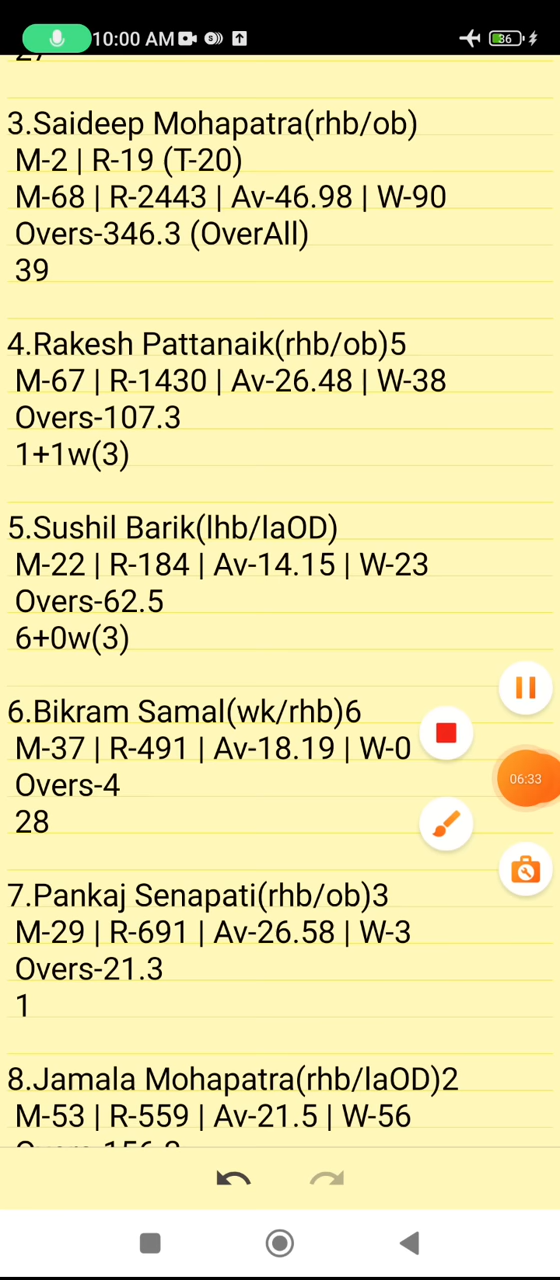 10:00 AM
36
27
3.Saideep Mohapatra(rhb/ob)
M-2 | R-19 (T-20)
M-68 | R-2443 | Av-46.98 | W-90
Overs-346.3 (OverAll)
39
4.Rakesh Pattanaik(rhb/ob)5
M-67 | R-1430 | Av-26.48 | W-38
Overs-107.3
1+1w(3)
5.Sushil Barik(lhb/laOD)
M-22 | R-184 | Av-14.15 | W-23
Overs-62.5
6+0w(3)
6.Bikram Samal(wk/rhb)6
M-37 | R-491 | Av-18.19 | W-0
Overs-4
06:33
28
7.Pankaj Senapati(rhb/ob)3
M-29 | R-691 | Av-26.58 | W-3
Overs-21.3
1
8.Jamala Mohapatra(rhb/laOD)2
M-53 | R-559 | Av-21.5 | W-56